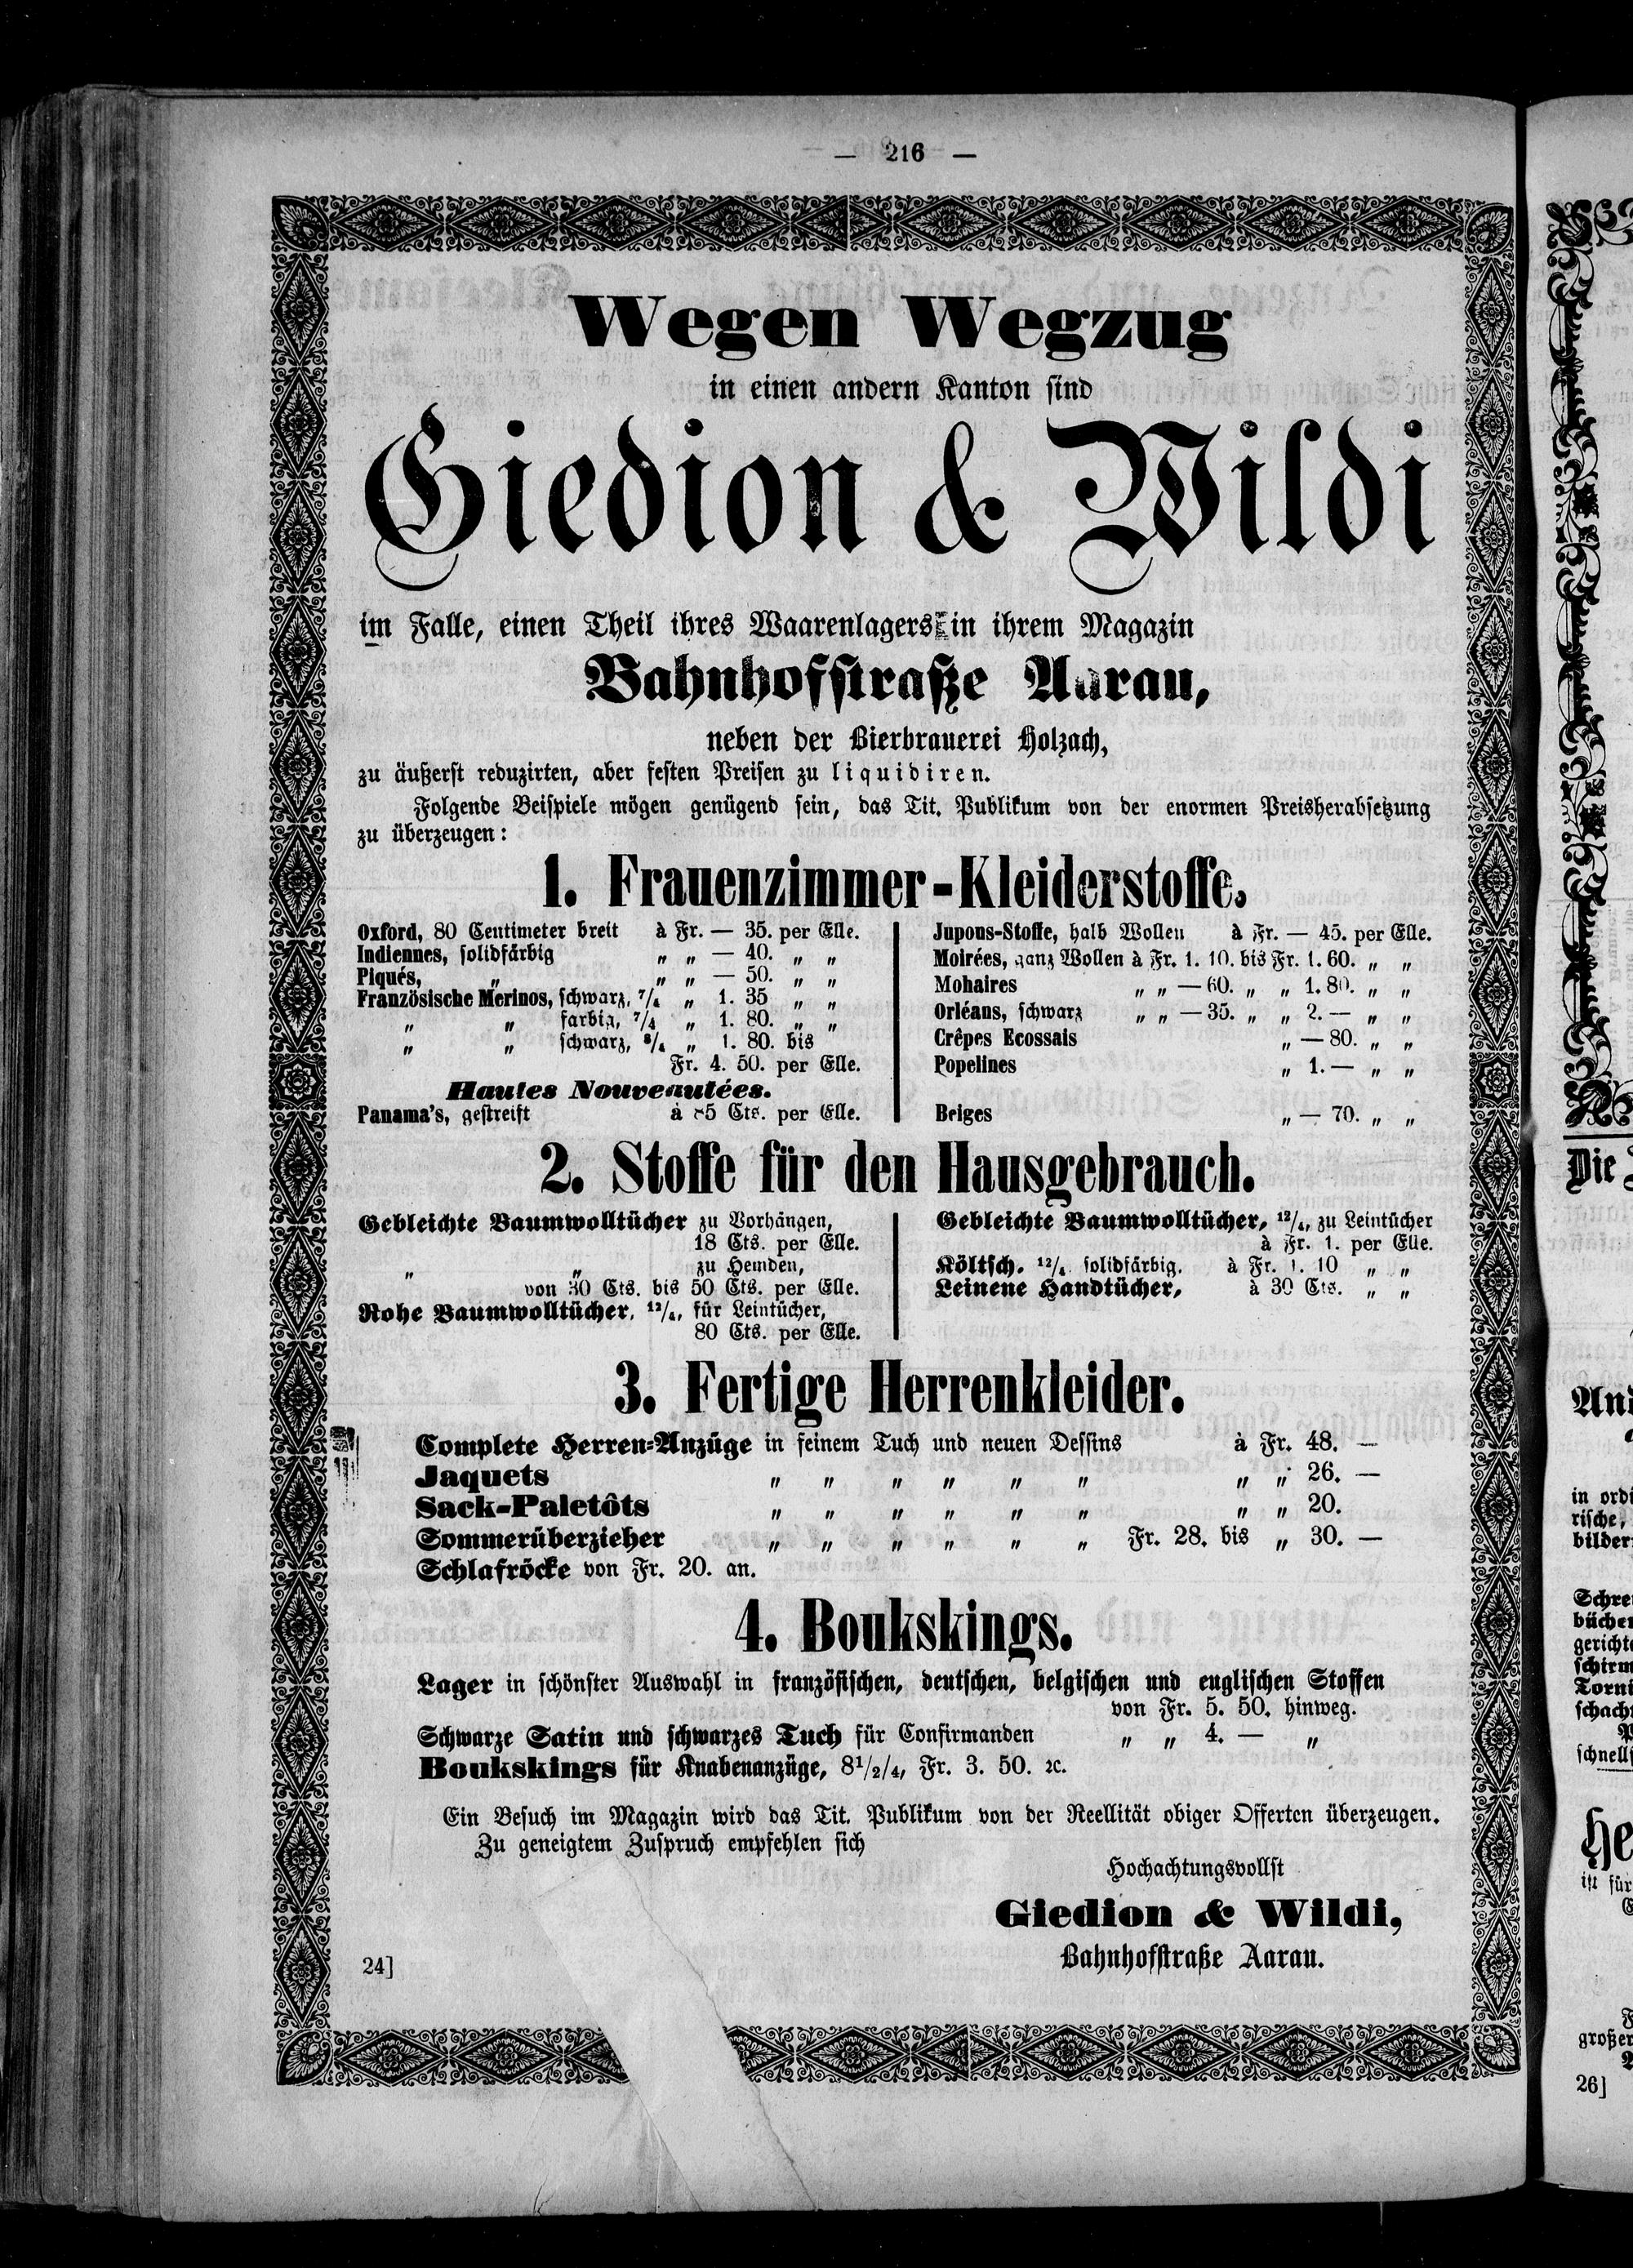 — 216 —
Wegen Wegzug
in einen andern Kanton sind
Giedion & Wildi
im Falle, einen Theil ihres Waarenlagers in ihrem Magazin
Bahnhofstraße Aarau,
neben der Bierbrauerei Holzach,
zu äußerst reduzirten, aber festen Preisen zu liquidiren.
Folgende Beispiele mögen genügend sein, das Tit. Publikum von der enormen Preisherabsetzung
zu überzeugen:
1. Frauenzimmer-Kleiderstoffe.
Oxford, 80 Centimeter breit à Fr. — 35. per Elle.
Indiennes, solidfärbig „ „ — 40. „ „
Piqués, „ „ „ — 50. „ „
Französische Merinos, schwarz, 7/4 „ 1. 35 „ „
„ „ farbig, 7/4 „ 1. 80. „ „
„ „ schwarz, 8/4 „ 1. 80. bis
Fr. 4. 50. per Elle.
Hautes Nouveautées.
Panama's, gestreift à 5 Cts. per Elle.
Jupons-Stoffe, halb Wollen à Fr. — 45. per Elle.
Moirées, ganz Wollen à Fr. 1. 10. bis Fr. 1. 60. „ „
Mohaires „ „ — 60. „ „ 1. 80. „ „
Orléans, schwarz „ „ — 35. „ „ 2. — „ „
Crêpes Ecossais „ — 80. „ „
Popelines „ 1. — „ „
Beiges „ — 70. „ „
2. Stoffe für den Hausgebrauch.
Gebleichte Baumwolltücher zu Vorhängen,
18 Cts. per Elle.
„ „ zu Hemden,
von 30 Cts. bis 50 Cts. per Elle.
Rohe Baumwolltücher, 12/4, für Leintücher,
80 Cts. per Elle.
Gebleichte Baumwolltücher, 12/4, zu Leintücher
à Fr. 1. per Elle.
Költsch. 12/4 solidfärbig. à Fr. 1. 10 „ „
Leinene Handtücher, à 30 Cts. „ „
3. Fertige Herrenkleider.
Complete Herren-Anzüge in feinem Tuch und neuen Dessins à Fr. 48. —
Jaquets „ „ „ „ „ „ „ „ 26. —
Sack-Paletôts „ „ „ „ „ „ „ „ 20.
Sommerüberzieher „ „ „ „ „ „ Fr. 28. bis „ 30. —
Schlafröcke von Fr. 20. an.
4.Boukskings.
Lager in schönster Auswahl in französischen, deutschen, belgischen und englischen Stoffen
von Fr. 5. 50. hinweg.
Schwarze Satin und schwarzes Tuch für Confirmanden „ „ 4. — „
Boukskings für Knabenanzüge, 8 1/2/4, Fr. 3. 50. ꝛc.
Ein Besuch im Magazin wird das Tit. Publikum von der Reellität obiger Offerten überzeugen.
Zu geneigtem Zuspruch empfehlen sich
Hochachtungsvollst
Giedion & Wildi,
Bahnhofstraße Aarau.
24]
Die
in
bilder
schnell
ist für
großer
26]